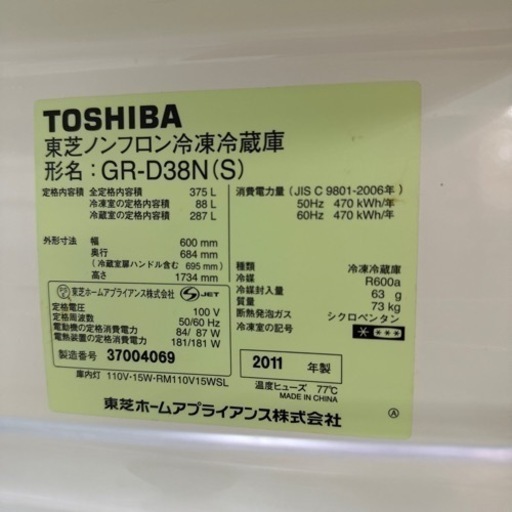 TOSHIBA
東芝ノンフロン冷凍冷蔵庫
形名：GR-D38N(S)
定格内容積 全定格内容積 375 L
冷凍室の定格内容積 88 L
冷蔵室の定格内容積 287 L
外形寸法 幅 600 mm
奥行 684 mm
(冷蔵室扉ハンドル含む 695 mm)
高さ 1734 mm
消費電力量 (JIS C 9801-2006年)
50Hz 470 kWh/年
60Hz 470 kWh/年
種類 冷凍冷蔵庫
冷媒 R600a
冷媒封入量 63 g
質量 73 kg
断熱発泡ガス シクロペンタン
冷凍室の記号 ＊＊＊＊
東芝ホームアプライアンス株式会社 S-JET
定格電圧 100 V
定格周波数 50/60 Hz
電動機の定格消費電力 84/ 87 W
電熱装置の定格消費電力 181/181 W
製造番号 37004069
2011 年製
庫内灯 110V·15W-RM110V15WSL
温度ヒューズ 77℃
MADE IN CHINA
東芝ホームアプライアンス株式会社
Ⓐ